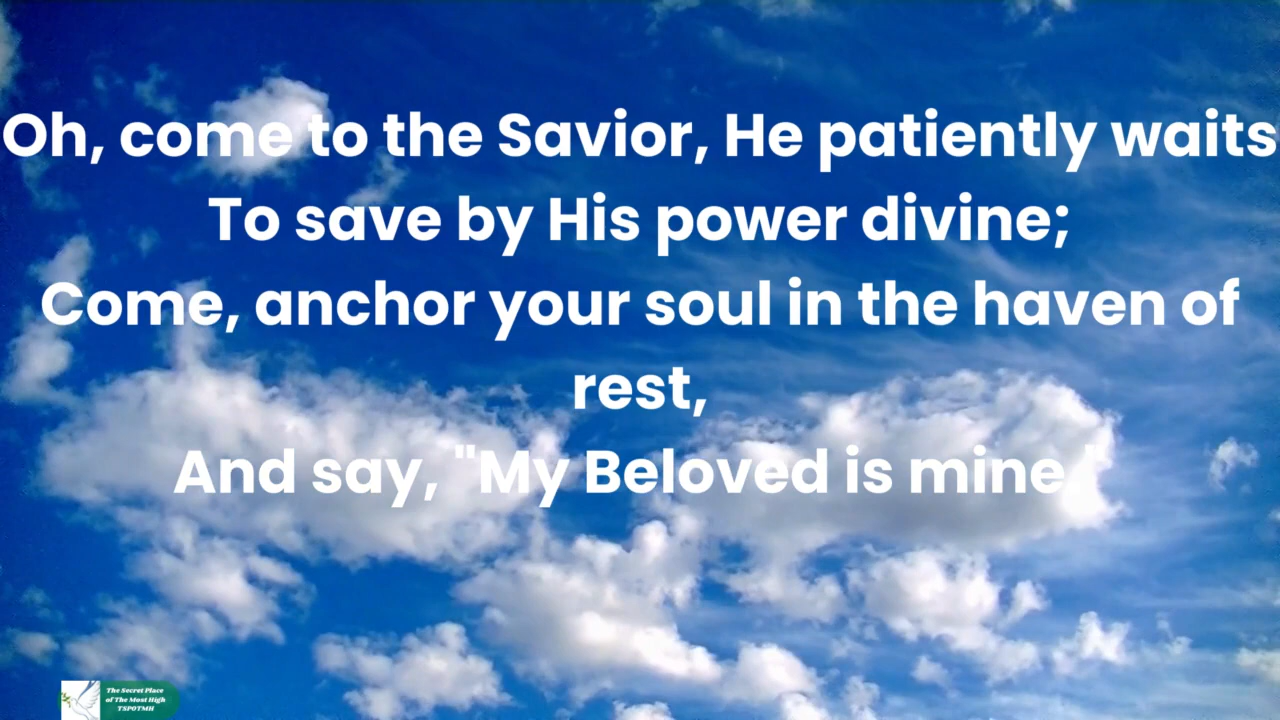 Oh, come to the Savior, He patiently waits
To save by His power divine;
Come, anchor your soul in the haven of
rest,
And say, "My Beloved is mine."
The Secret Place
of The Most High
TSPOTMH